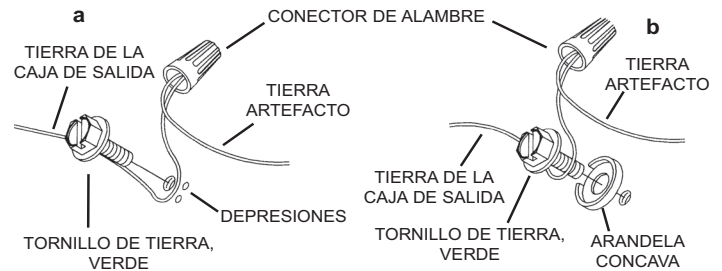 a
CONECTOR DE ALAMBRE
b
TIERRA DE LA
CAJA DE SALIDA
TIERRA
ARTEFACTO
DEPRESIONES
TORNILLO DE TIERRA,
VERDE
TIERRA
ARTEFACTO
TIERRA DE LA
CAJA DE SALIDA
TORNILLO DE TIERRA,
VERDE
ARANDELA
CONCAVA